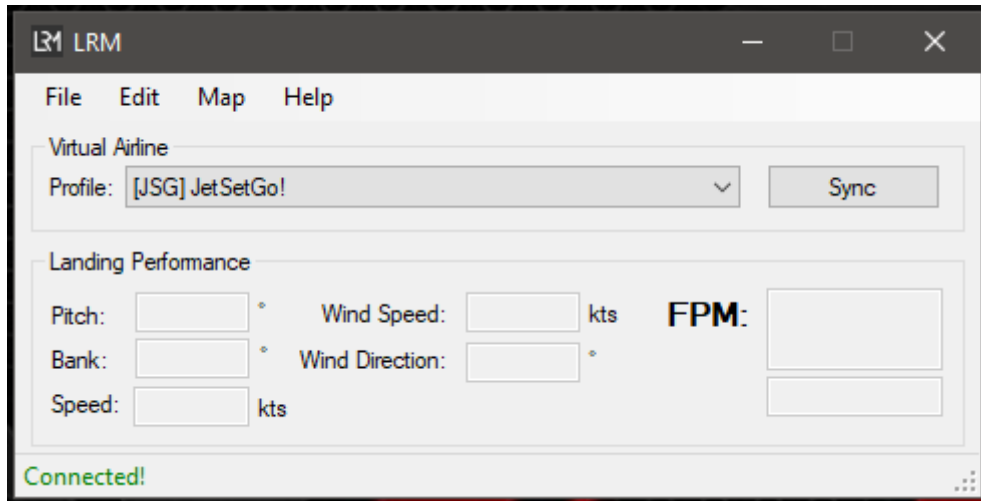 LRM LRM
File Edit Map Help
Virtual Airline
Profile: [JSG] JetSetGo! Sync
Landing Performance
Pitch: ° Wind Speed: kts FPM:
Bank: ° Wind Direction: °
Speed: kts
Connected!